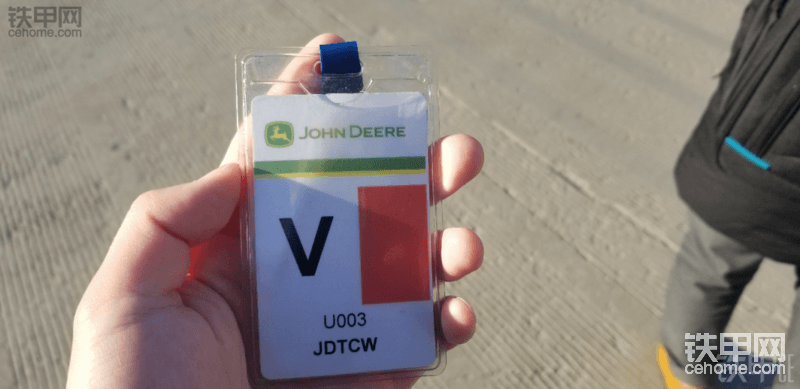 铁甲网
cehome.com
JOHN DEERE
V
U003
JDTCW
铁甲网
cehome.com